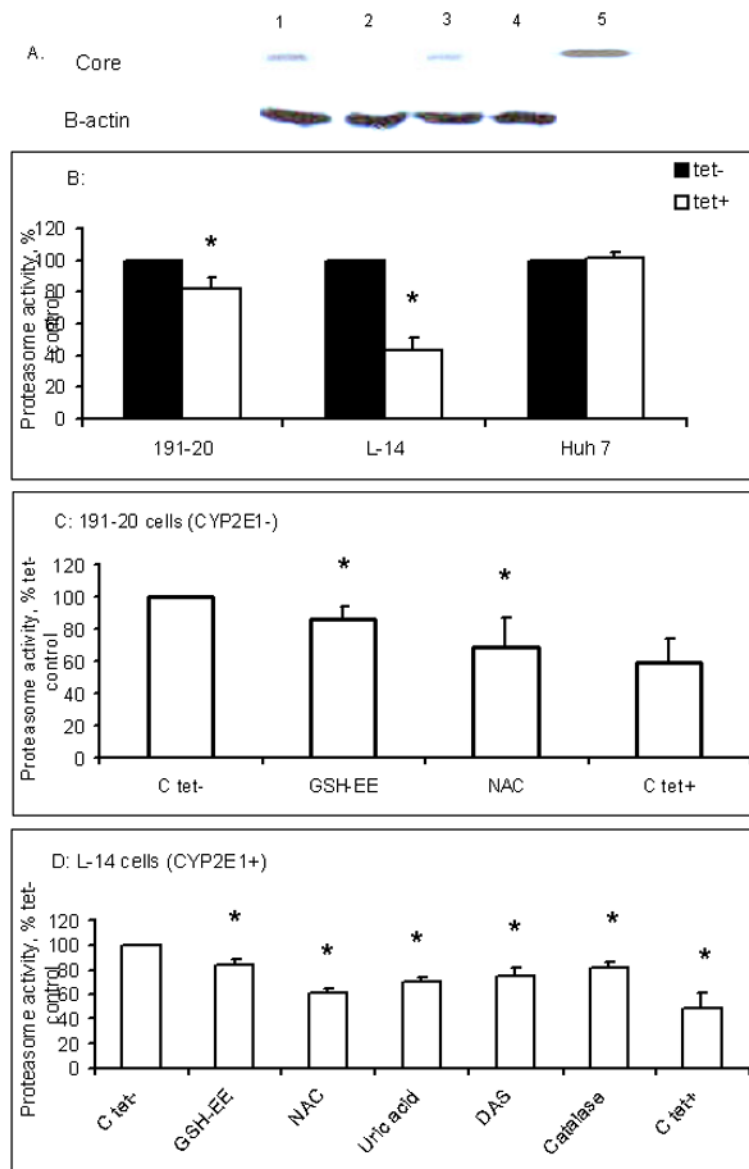 1 2 3 4 5
A. Core
B-actin
B:
tet-
tet+
Proteasome activity, %
control
120
100
80
60
40
20
0
* *
191-20 L-14 Huh 7
C: 191-20 cells (CYP2E1-)
Proteasome activity, % tet-
control
120
100
80
60
40
20
0
* *
C tet- GSH-EE NAC C tet+
D: L-14 cells (CYP2E1+)
Proteasome activity, % tet-
control
120
100
80
60
40
20
0
* * * * * *
C tet- GSH-EE NAC Uric acid DAS Catalase C tet+